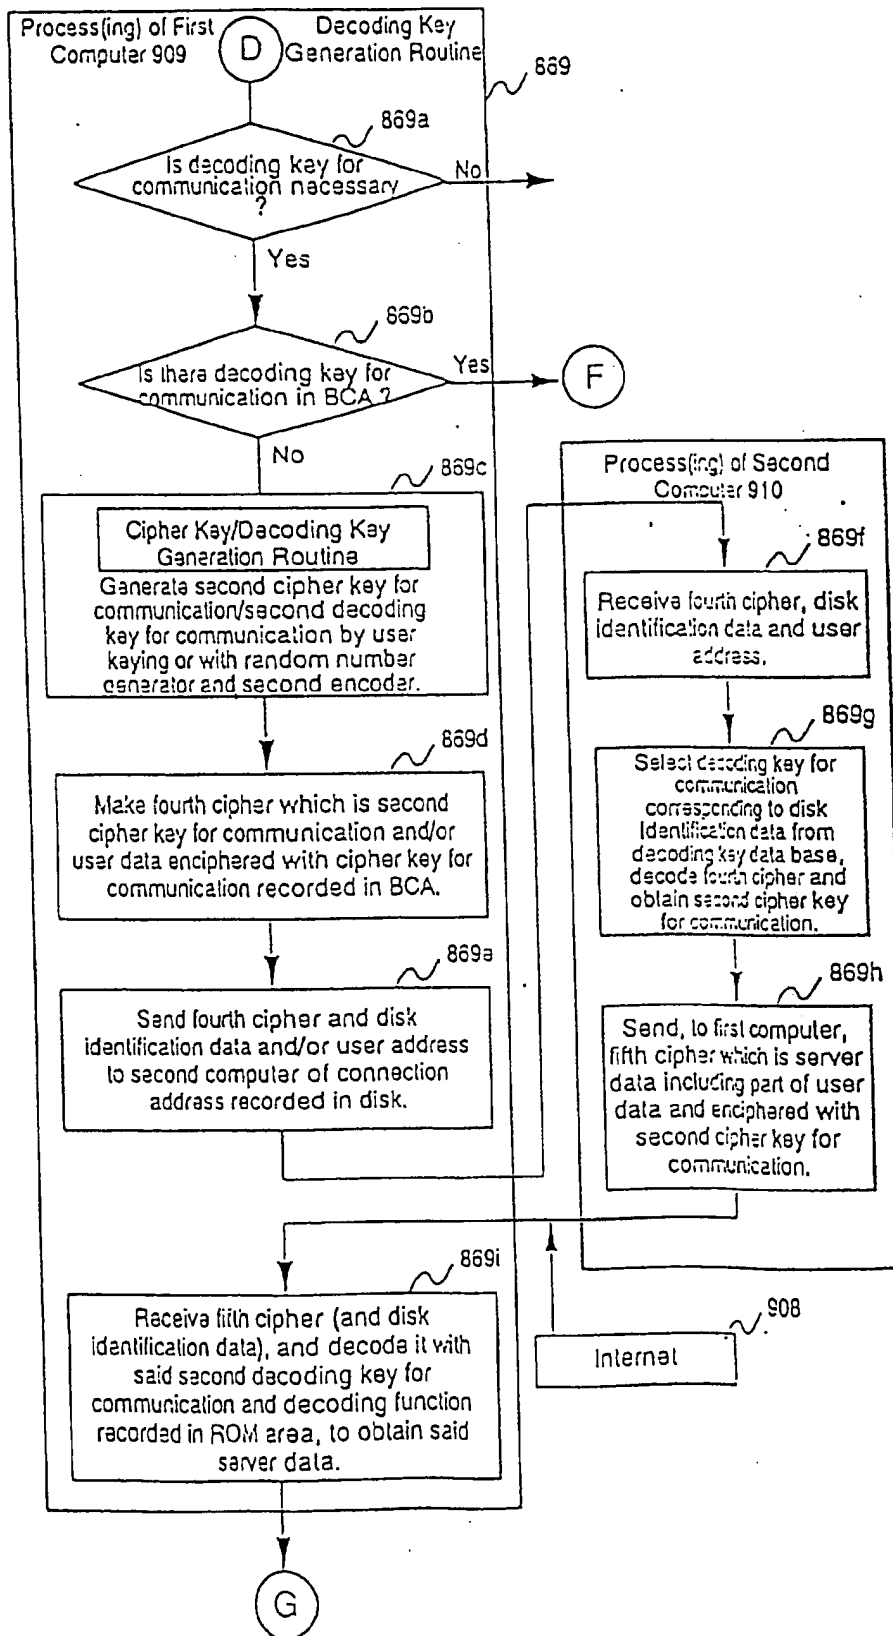 Process(ing) of First
Computer 909
D
Decoding Key
Generation Routine
869
869a
Is decoding key for
communication necessary
?
No
Yes
869b
Is there decoding key for
communication in BCA ?
Yes
F
No
869c
Cipher Key/Decoding Key
Generation Routine
Generate second cipher key for
communication/second decoding
key for communication by user
keying or with random number
generator and second encoder.
869d
Make fourth cipher which is second
cipher key for communication and/or
user data enciphered with cipher key for
communication recorded in BCA.
869e
Send fourth cipher and disk
identification data and/or user address
to second computer of connection
address recorded in disk.
Process(ing) of Second
Computer 910
869f
Receive fourth cipher, disk
identification data and user
address.
869g
Select decoding key for
communication
corresponding to disk
identification data from
decoding key data base,
decode fourth cipher and
obtain second cipher key
for communication.
869h
Send, to first computer,
fifth cipher which is server
data including part of user
data and enciphered with
second cipher key for
communication.
869i
Receive fifth cipher (and disk
identification data), and decode it with
said second decoding key for
communication and decoding function
recorded in ROM area, to obtain said
server data.
908
Internet
G